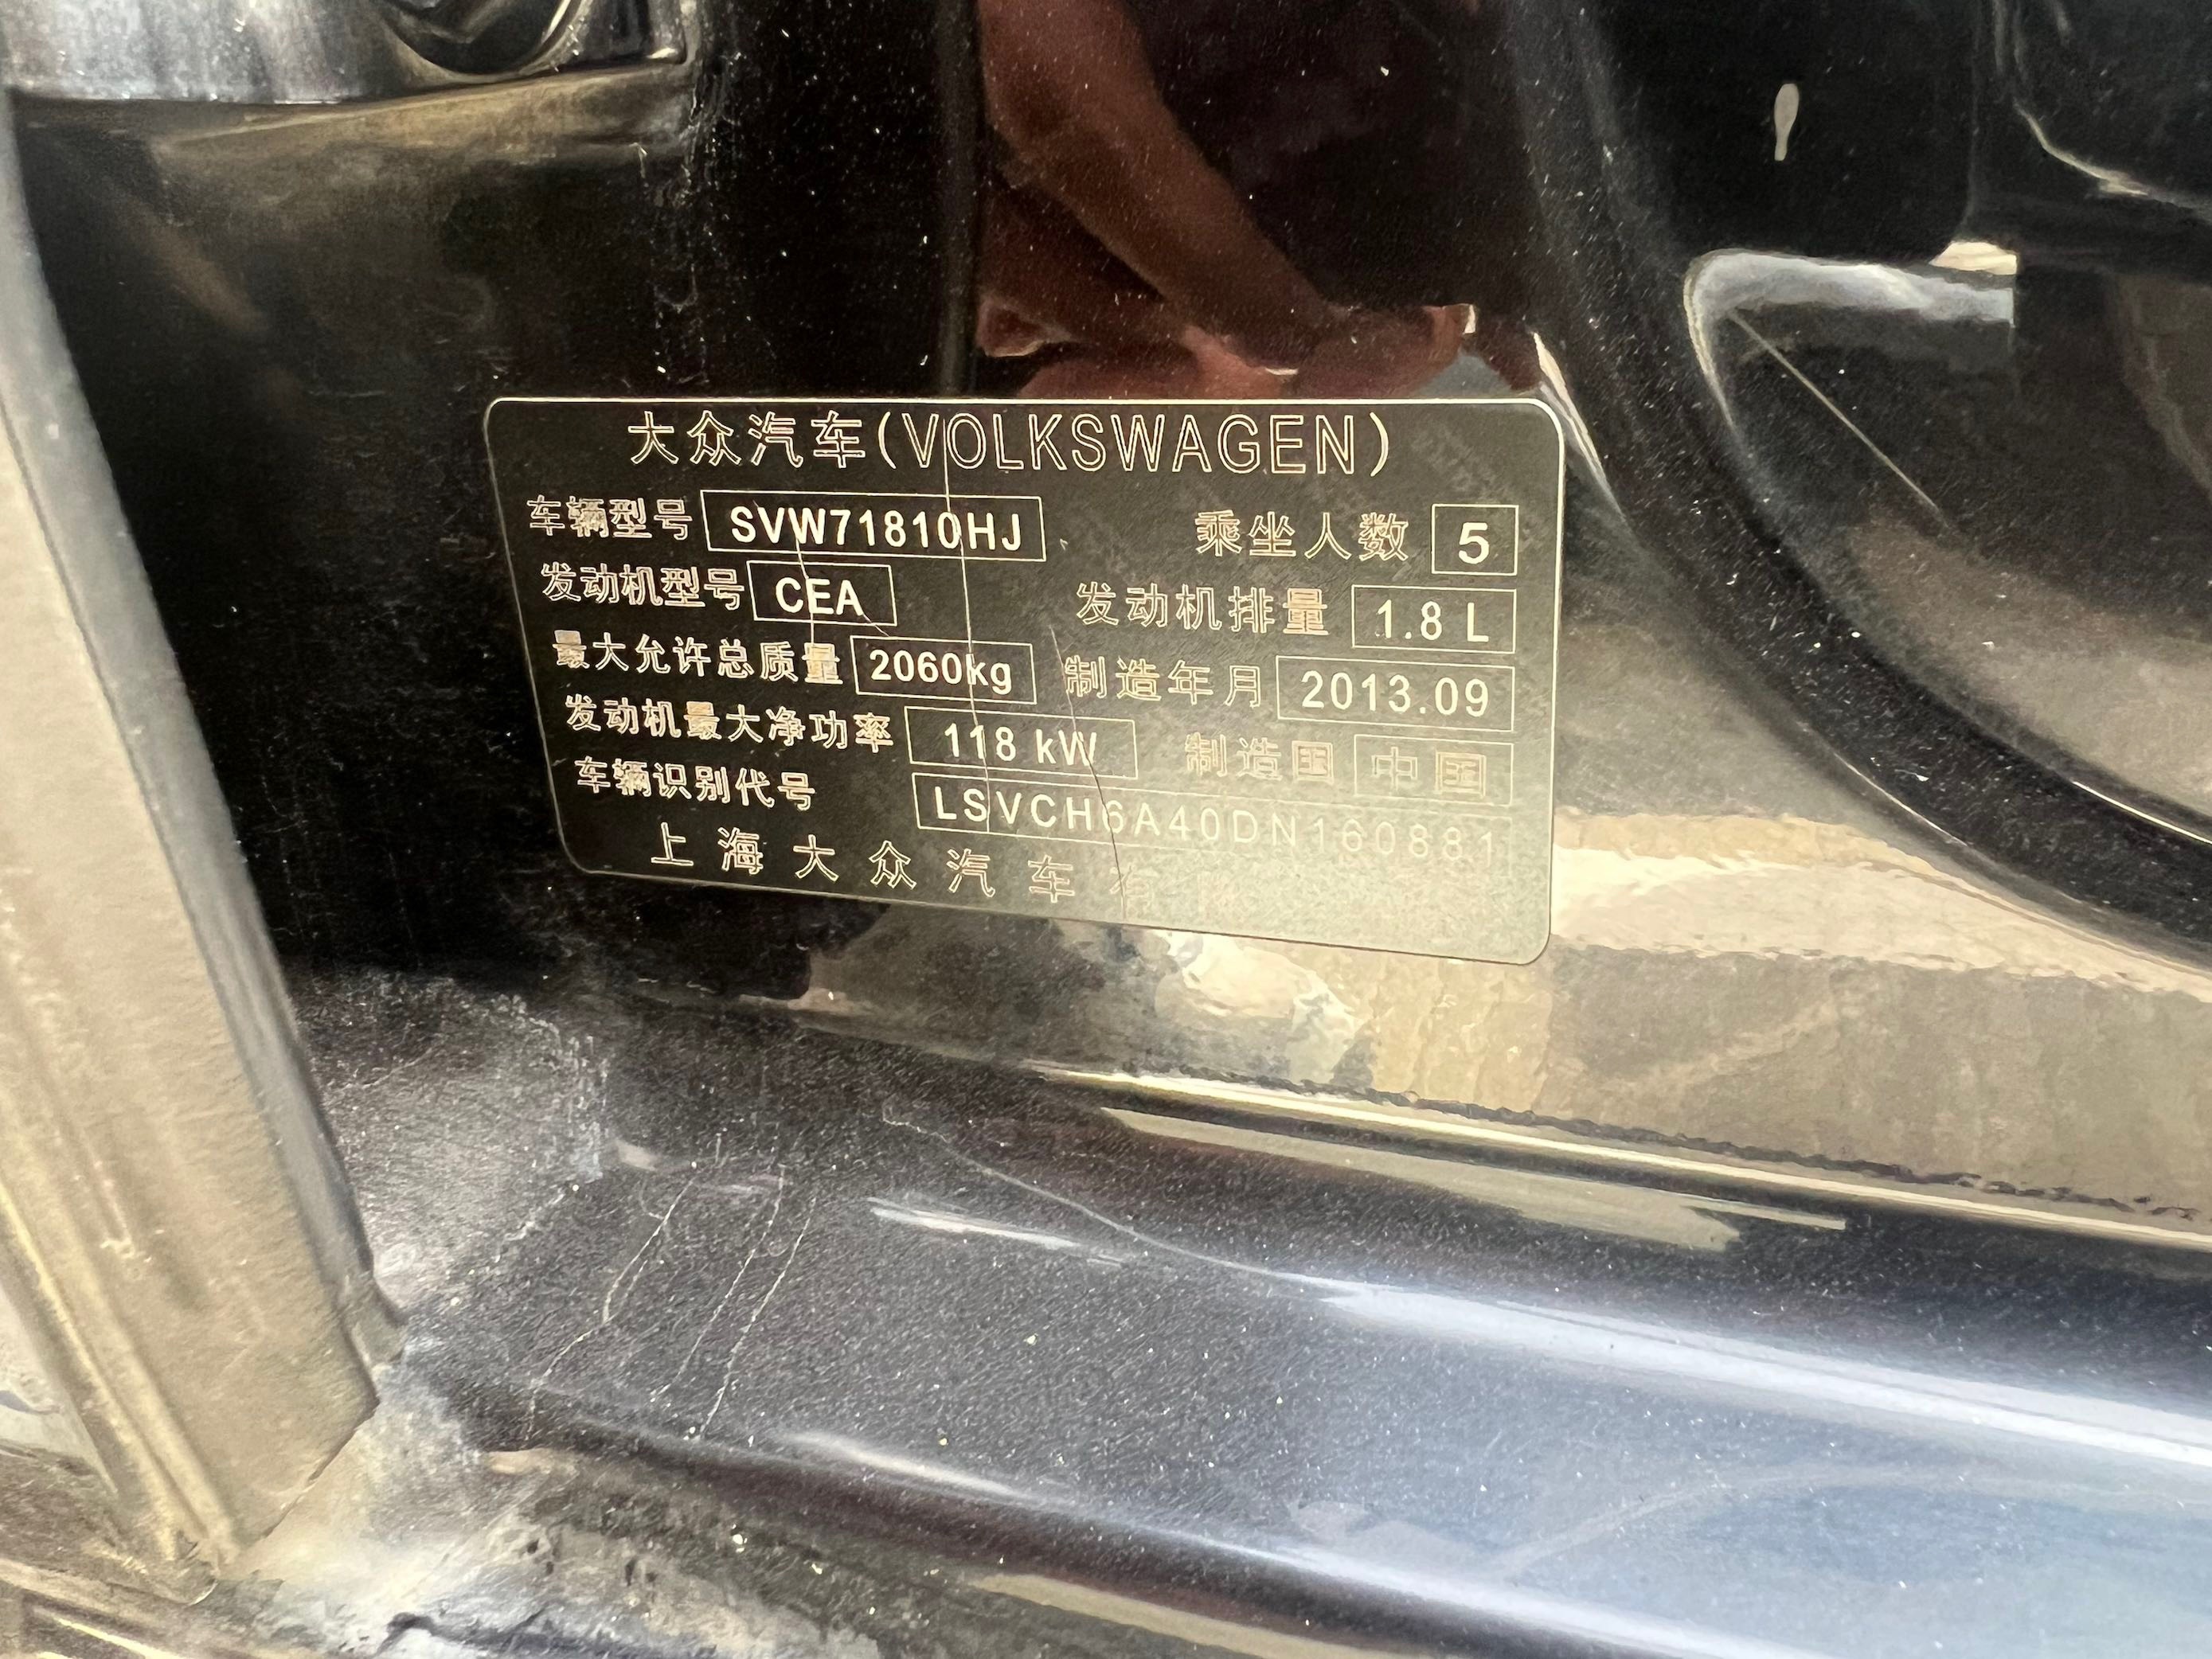 大众汽车(VOLKSWAGEN)
车辆型号 SVW71810HJ 乘坐人数 5
发动机型号 CEA 发动机排量 1.8 L
最大允许总质量 2060kg 制造年月 2013.09
发动机最大净功率 118 kW 制造国 中国
车辆识别代号 LSVCH6A40DN160881
上海大众汽车有限